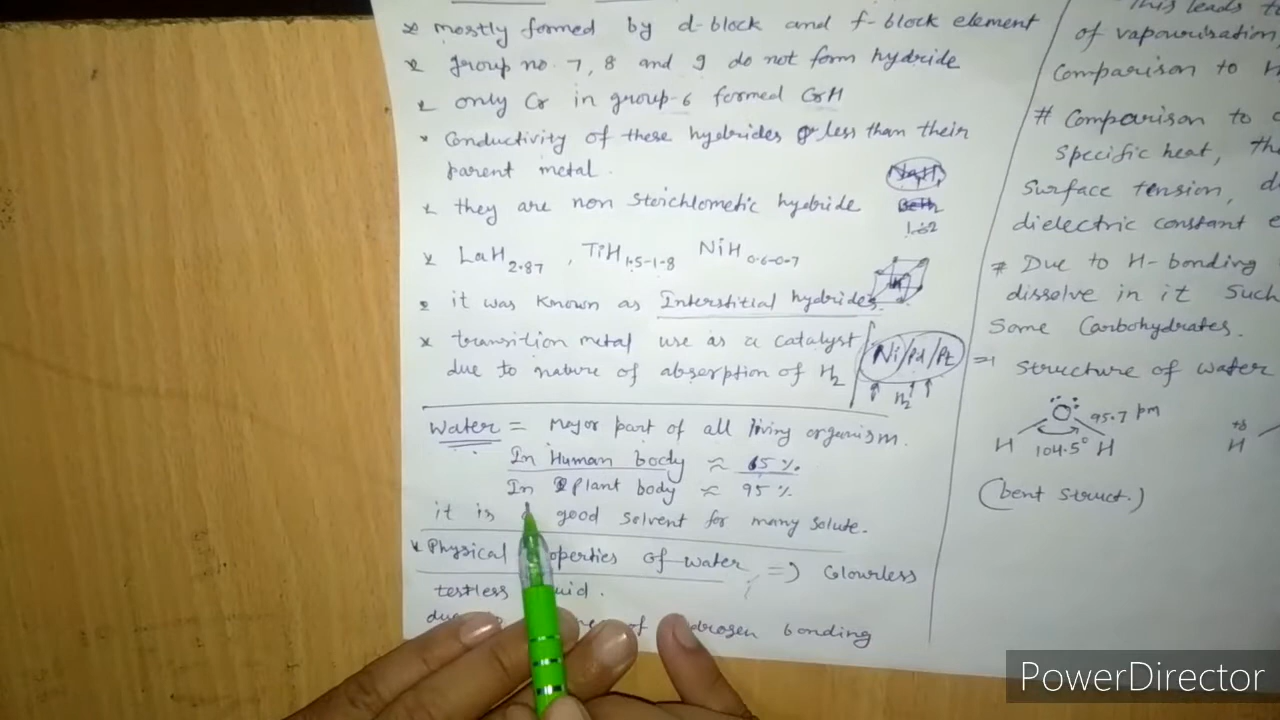 * mostly formed by d-block and f-block element
* group no. 7, 8 and 9 do not form hydride
* only Cr in group-6 formed CrH
* Conductivity of these hydrides less than their
parent metal.
* they are non Stoichlometic hydride
* LaH2.87 , TiH1.5-1.8 NiH0.6-0.7
* it was known as Interstitial hydrides.
* transition metal use as a catalyst
due to nature of absorption of H2
Ni/Pd/Pt
H2
Water = Major part of all living organism.
In Human body ≈ 65 %.
In Plant body ≈ 95 %
it is good solvent for many solute.
* Physical of water => Colourless
testless
of bonding
This leads
of vapourisation,
Comparison to
# Comparison to
Specific heat,
Surface tension,
dielectric constant
* Due to H-bonding
dissolve in it Such
Some Carbohydrates.
=> Structure of water
O 95.7 pm
H 104.5° H
H
(bent struct.)
PowerDirector